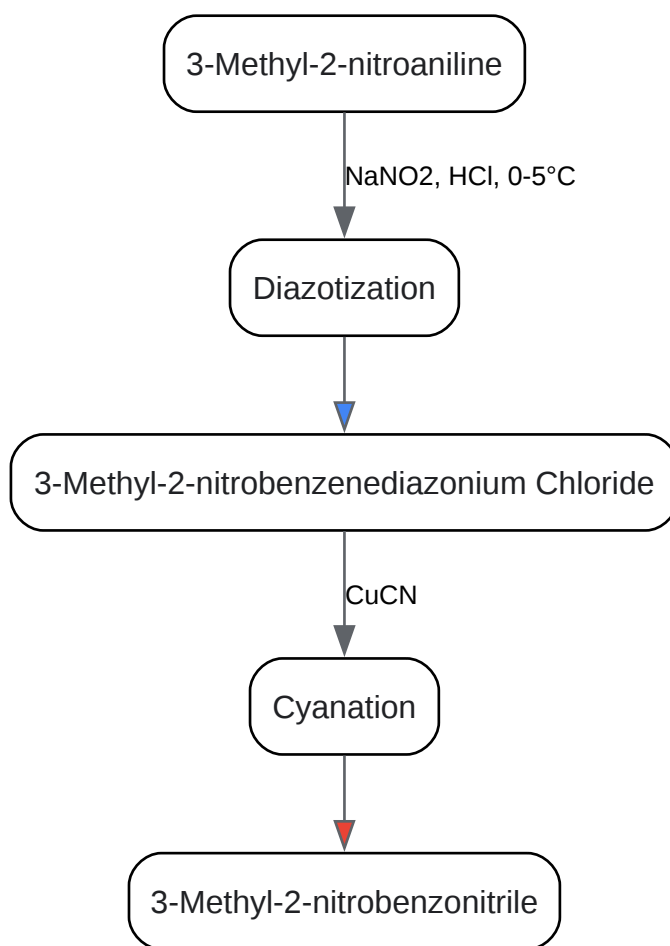 3-Methyl-2-nitroaniline
NaNO2, HCl, 0-5°C
Diazotization
3-Methyl-2-nitrobenzenediazonium Chloride
CuCN
Cyanation
3-Methyl-2-nitrobenzonitrile